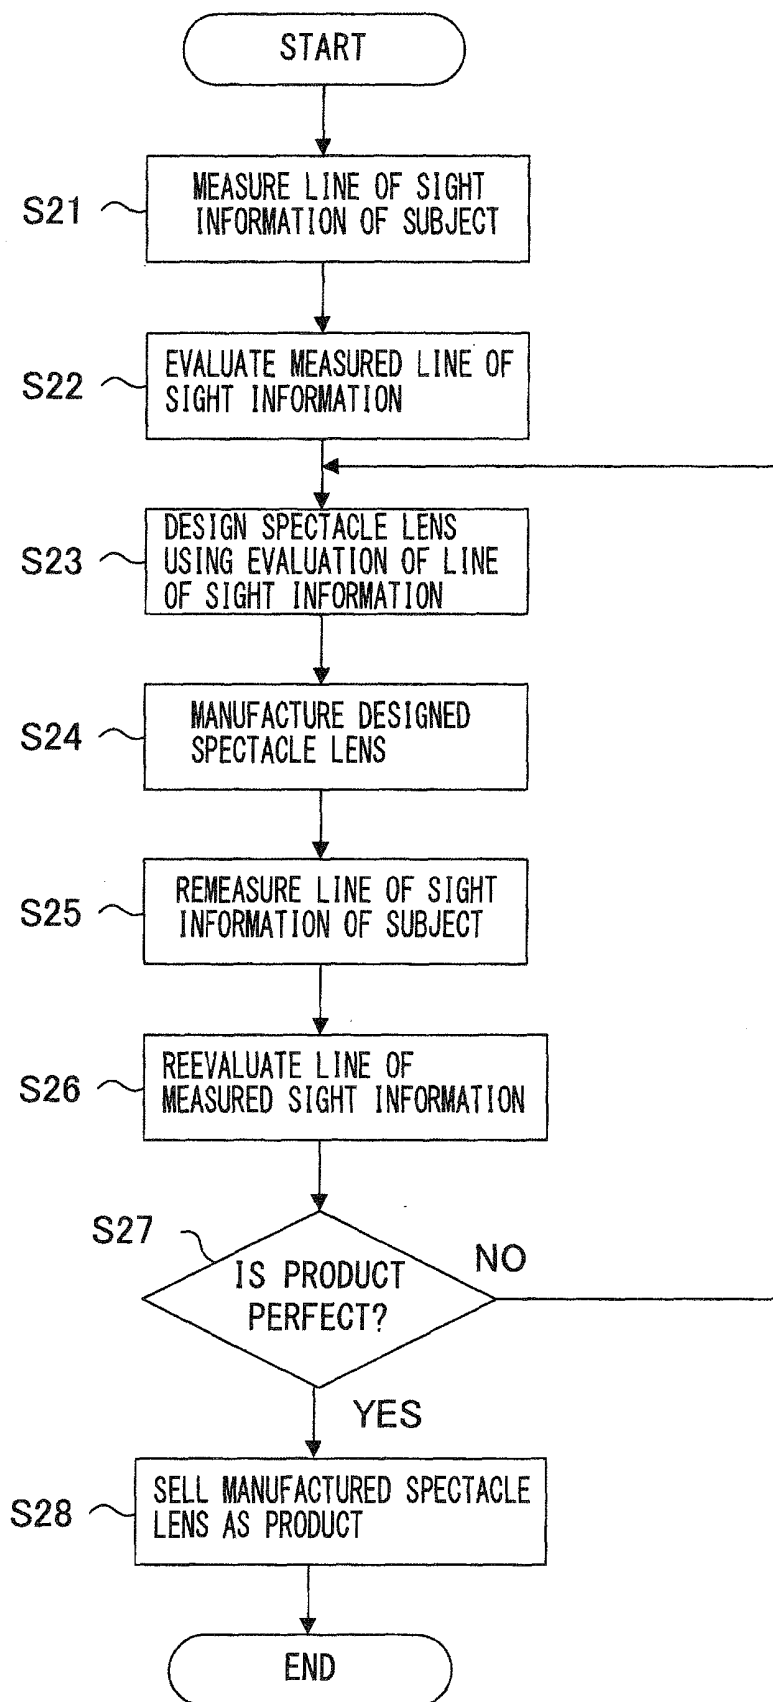 START
S21
MEASURE LINE OF SIGHT
INFORMATION OF SUBJECT
S22
EVALUATE MEASURED LINE OF
SIGHT INFORMATION
S23
DESIGN SPECTACLE LENS
USING EVALUATION OF LINE
OF SIGHT INFORMATION
S24
MANUFACTURE DESIGNED
SPECTACLE LENS
S25
REMEASURE LINE OF SIGHT
INFORMATION OF SUBJECT
S26
REEVALUATE LINE OF
MEASURED SIGHT INFORMATION
S27
IS PRODUCT
PERFECT?
NO
YES
S28
SELL MANUFACTURED SPECTACLE
LENS AS PRODUCT
END